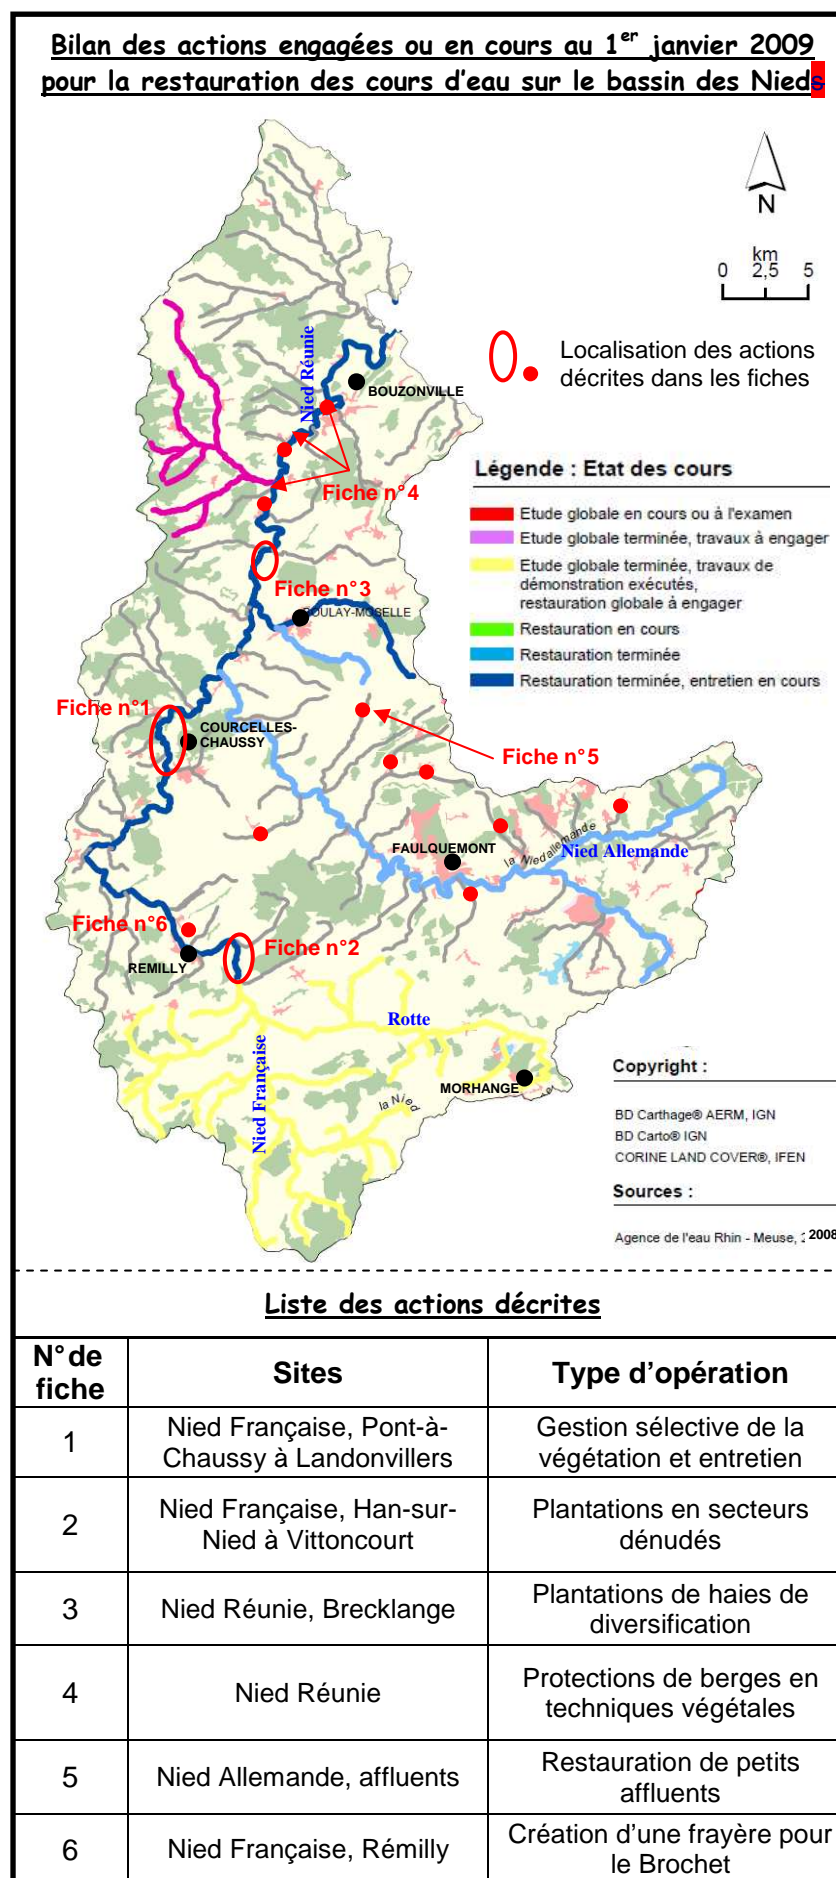 Bilan des actions engagées ou en cours au 1er janvier 2009
pour la restauration des cours d'eau sur le bassin des Nieds
N
km
0 2,5 5
Localisation des actions
décrites dans les fiches
Nied Réunie
BOUZONVILLE
Légende : Etat des cours
Fiche n°4
Etude globale en cours ou à l'examen
Etude globale terminée, travaux à engager
Etude globale terminée, travaux de
démonstration exécutés,
restauration globale à engager
Restauration en cours
Restauration terminée
Restauration terminée, entretien en cours
Fiche n°3
BOULAY-MOSELLE
Fiche n°1
COURCELLES-
CHAUSSY
Fiche n°5
FAULQUEMONT
la Nied allemande
Nied Allemande
Fiche n°6
Fiche n°2
REMILLY
Rotte
Nied Française
MORHANGE
la Nied
Copyright :
BD Carthage® AERM, IGN
BD Carto® IGN
CORINE LAND COVER®, IFEN
Sources :
Agence de l'eau Rhin - Meuse, 2008
Liste des actions décrites
N° de
fiche
Sites
Type d'opération
1
Nied Française, Pont-à-
Chaussy à Landonvillers
Gestion sélective de la
végétation et entretien
2
Nied Française, Han-sur-
Nied à Vittoncourt
Plantations en secteurs
dénudés
3
Nied Réunie, Brecklange
Plantations de haies de
diversification
4
Nied Réunie
Protections de berges en
techniques végétales
5
Nied Allemande, affluents
Restauration de petits
affluents
6
Nied Française, Rémilly
Création d'une frayère pour
le Brochet